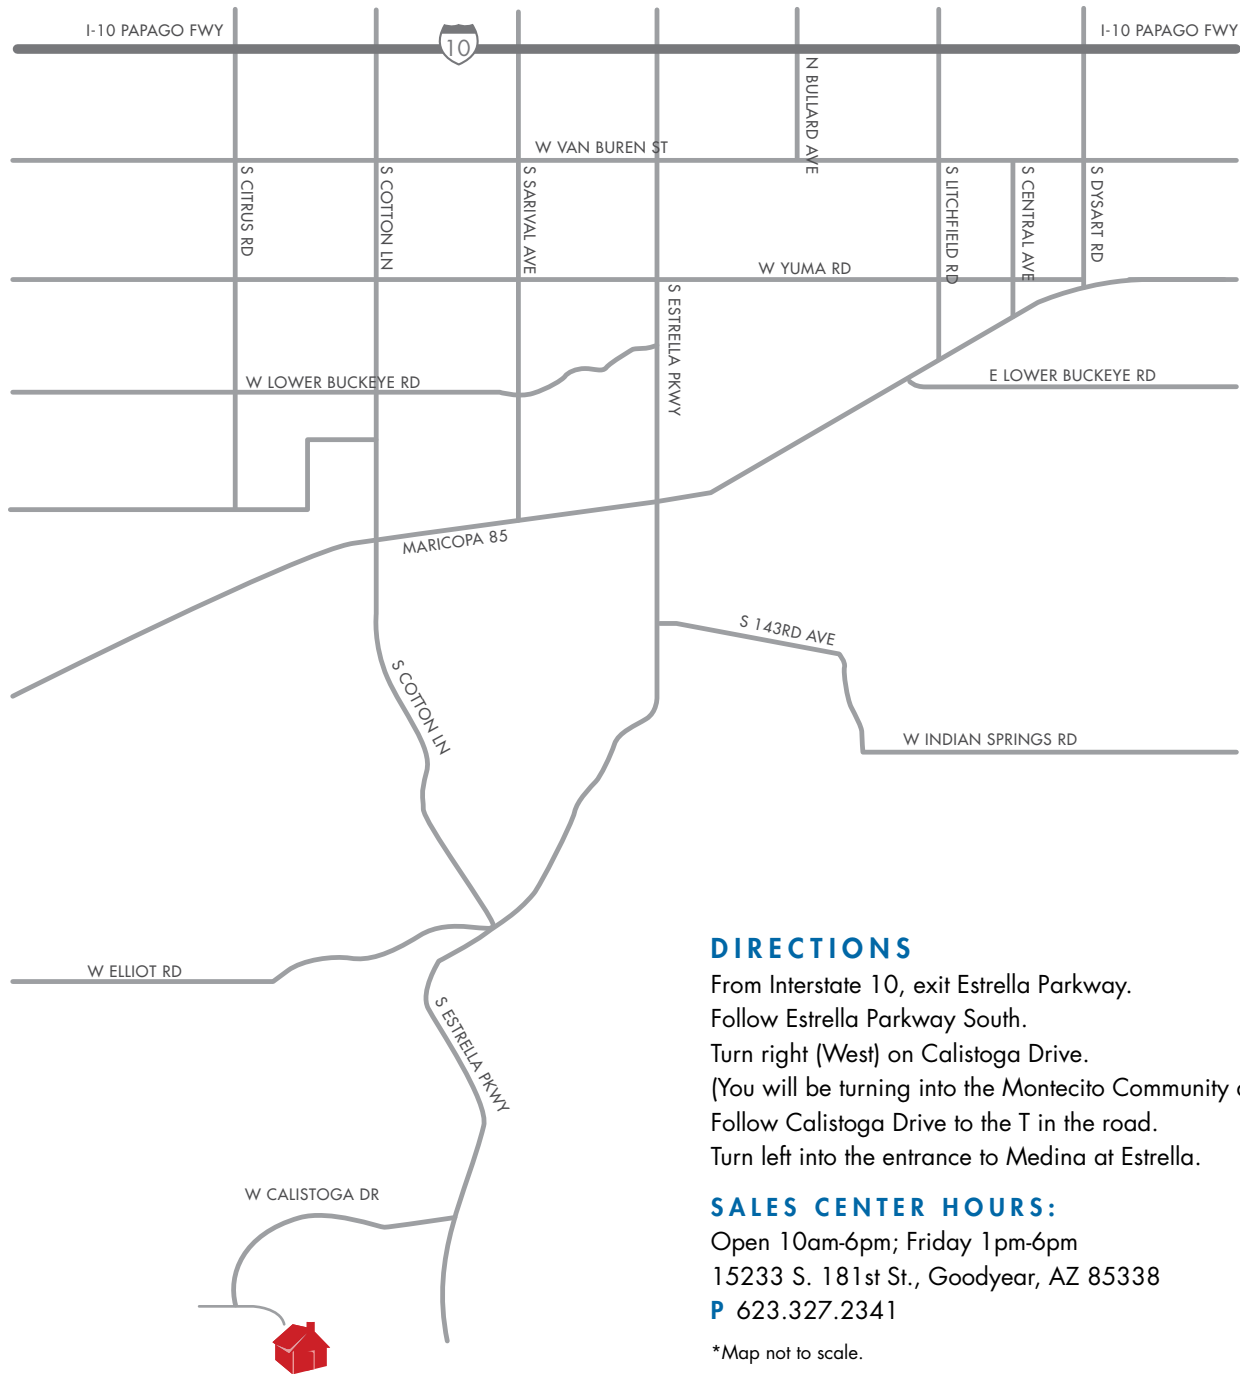 I-10 PAPAGO FWY
10
I-10 PAPAGO FWY
N BULLARD AVE
W VAN BUREN ST
S CITRUS RD
S COTTON LN
S SARIVAL AVE
S LITCHFIELD RD
S CENTRAL AVE
S DYSART RD
W YUMA RD
S ESTRELLA PKWY
W LOWER BUCKEYE RD
E LOWER BUCKEYE RD
MARICOPA 85
S 143RD AVE
S COTTON LN
W INDIAN SPRINGS RD
W ELLIOT RD
S ESTRELLA PKWY
W CALISTOGA DR
DIRECTIONS
From Interstate 10, exit Estrella Parkway.
Follow Estrella Parkway South.
Turn right (West) on Calistoga Drive.
(You will be turning into the Montecito Community
Follow Calistoga Drive to the T in the road.
Turn left into the entrance to Medina at Estrella.
SALES CENTER HOURS:
Open 10am-6pm; Friday 1pm-6pm
15233 S. 181st St., Goodyear, AZ 85338
P 623.327.2341
*Map not to scale.